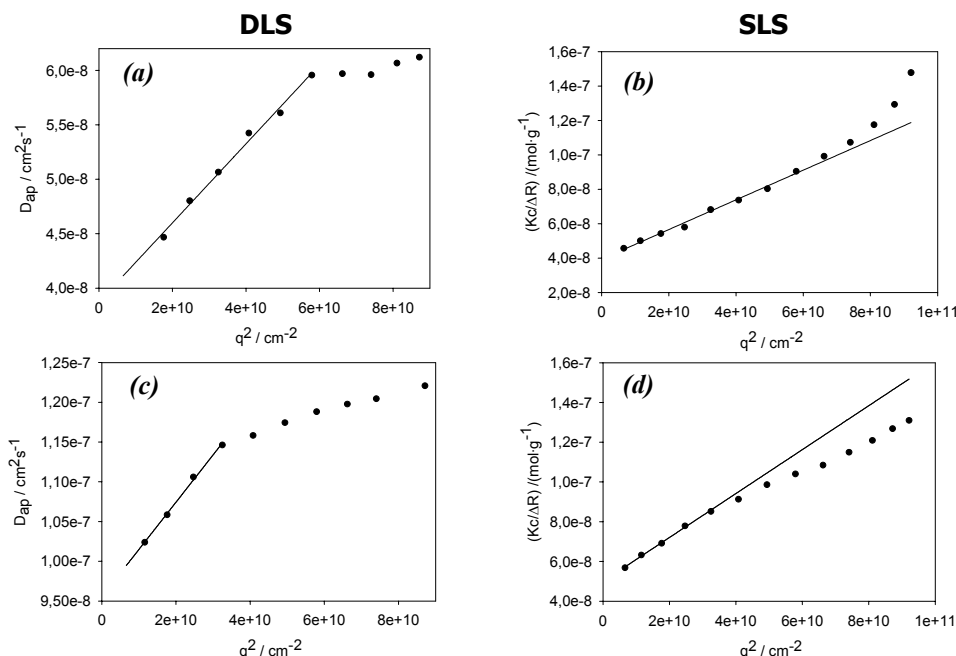 DLS
SLS
(a)
6,0e-8
5,5e-8
5,0e-8
4,5e-8
4,0e-8
D_ap / cm²s⁻¹
0 2e+10 4e+10 6e+10 8e+10
q² / cm⁻²
(b)
1,6e-7
1,4e-7
1,2e-7
1,0e-7
8,0e-8
6,0e-8
4,0e-8
2,0e-8
(Kc/ΔR) /(mol·g⁻¹)
0 2e+10 4e+10 6e+10 8e+10 1e+11
q² / cm⁻²
(c)
1,25e-7
1,20e-7
1,15e-7
1,10e-7
1,05e-7
1,00e-7
9,50e-8
D_ap / cm²s⁻¹
0 2e+10 4e+10 6e+10 8e+10
q² / cm⁻²
(d)
1,6e-7
1,4e-7
1,2e-7
1,0e-7
8,0e-8
6,0e-8
4,0e-8
(Kc/ΔR) /(mol·g⁻¹)
0 2e+10 4e+10 6e+10 8e+10 1e+11
q² / cm⁻²